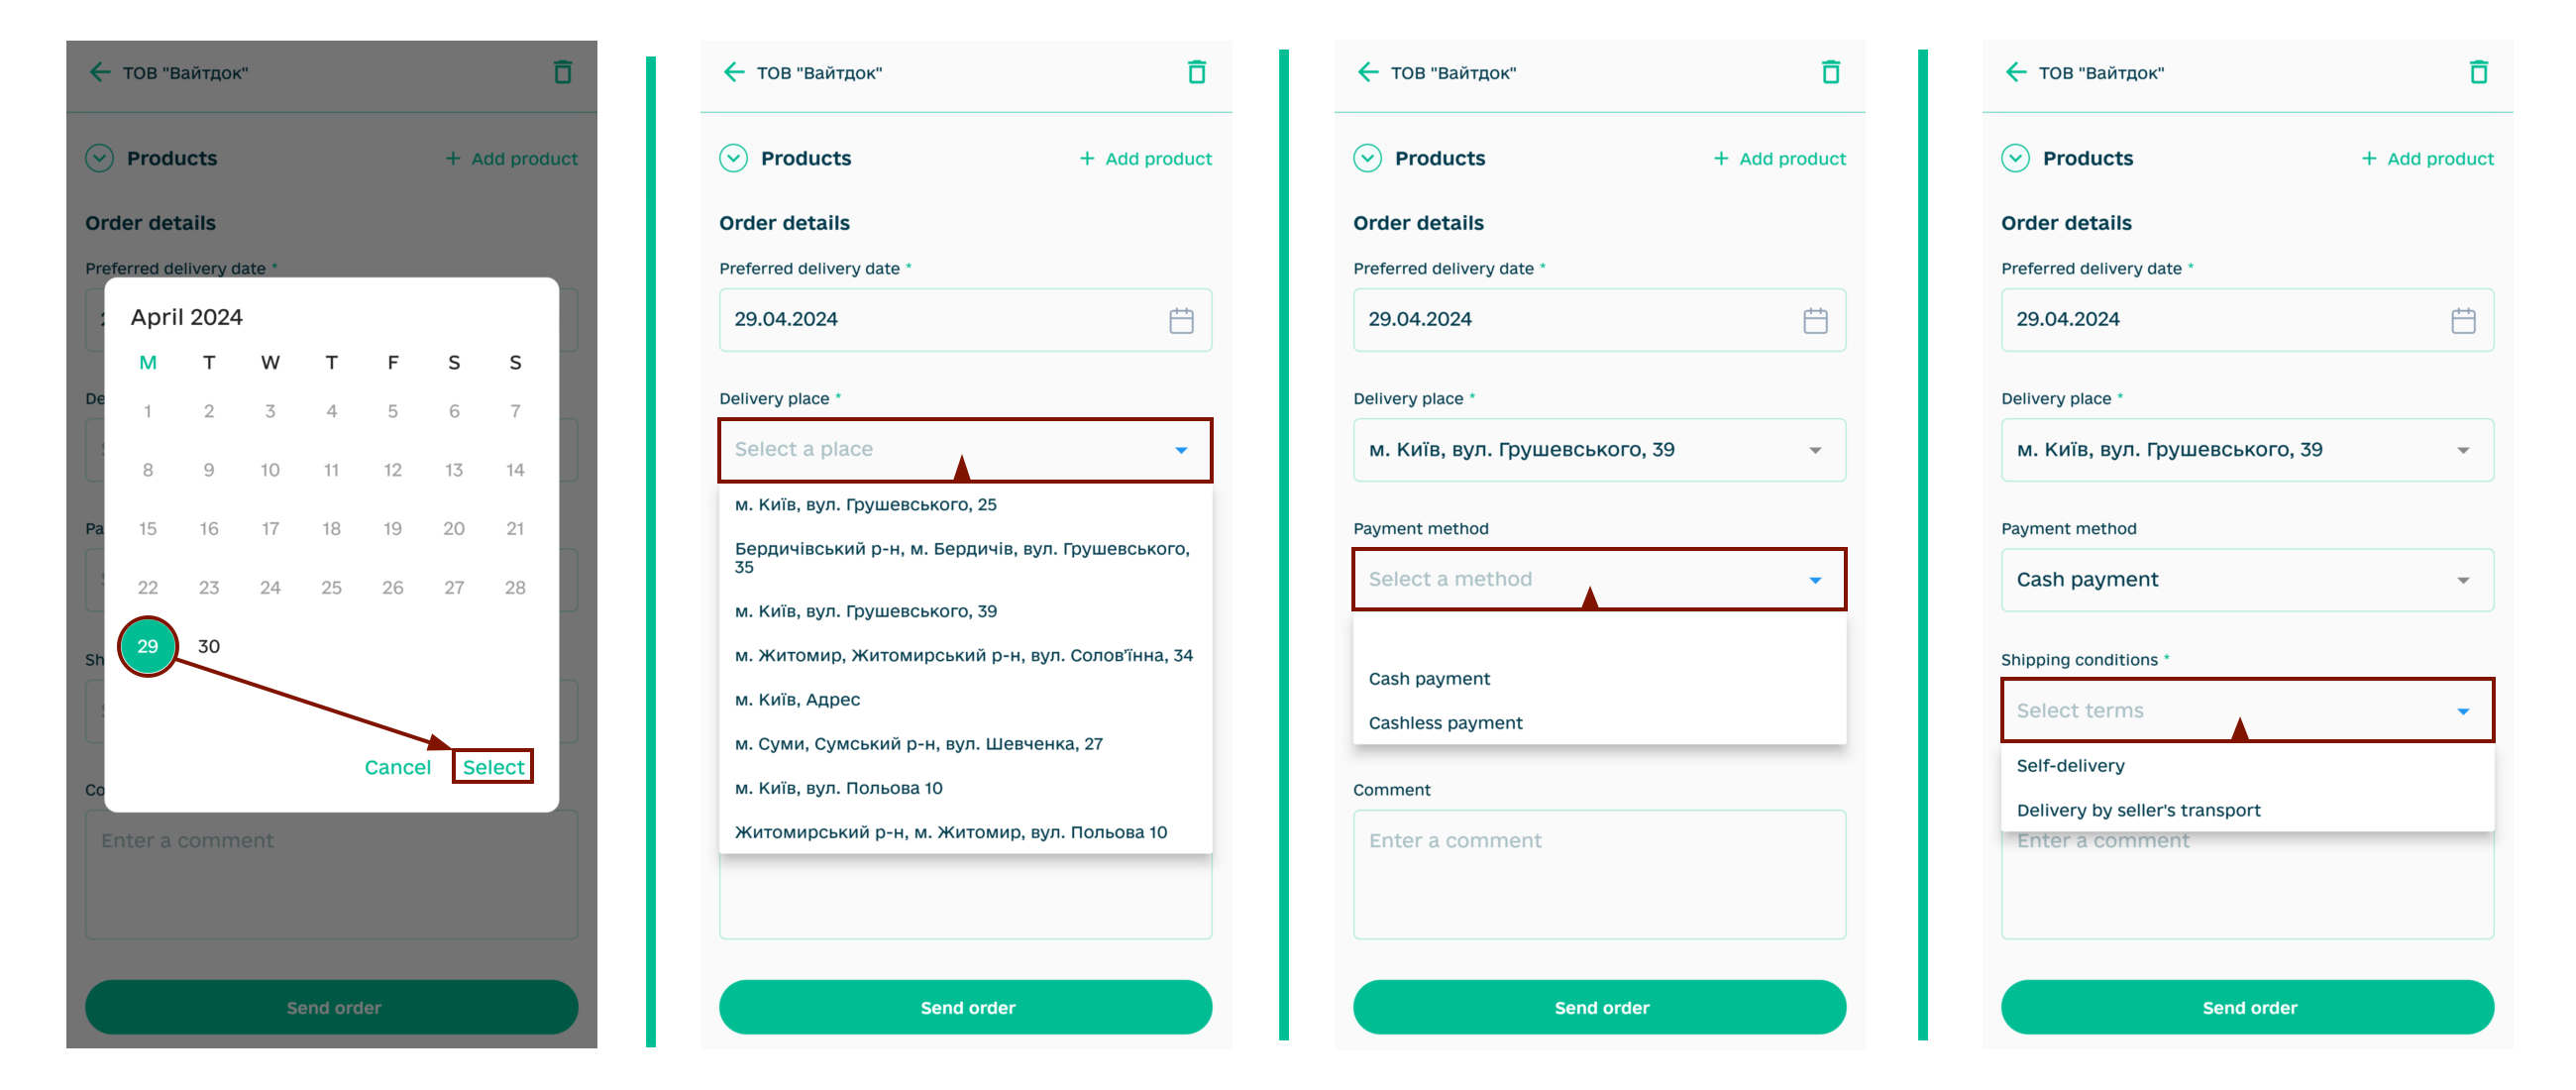 ТОВ "Вайтдок"
Products
+ Add product
Order details
Preferred delivery date *
April 2024
M T W T F S S
1 2 3 4 5 6 7
8 9 10 11 12 13 14
15 16 17 18 19 20 21
22 23 24 25 26 27 28
29 30
Cancel Select
Enter a comment
Send order
ТОВ "Вайтдок"
Products
+ Add product
Order details
Preferred delivery date *
29.04.2024
Delivery place *
Select a place
м. Київ, вул. Грушевського, 25
Бердичівський р-н, м. Бердичів, вул. Грушевського,
35
м. Київ, вул. Грушевського, 39
м. Житомир, Житомирський р-н, вул. Солов'їнна, 34
м. Київ, Адрес
м. Суми, Сумський р-н, вул. Шевченка, 27
м. Київ, вул. Польова 10
Житомирський р-н, м. Житомир, вул. Польова 10
Send order
ТОВ "Вайтдок"
Products
+ Add product
Order details
Preferred delivery date *
29.04.2024
Delivery place *
м. Київ, вул. Грушевського, 39
Payment method
Select a method
Cash payment
Cashless payment
Comment
Enter a comment
Send order
ТОВ "Вайтдок"
Products
+ Add product
Order details
Preferred delivery date *
29.04.2024
Delivery place *
м. Київ, вул. Грушевського, 39
Payment method
Cash payment
Shipping conditions *
Select terms
Self-delivery
Delivery by seller's transport
Enter a comment
Send order